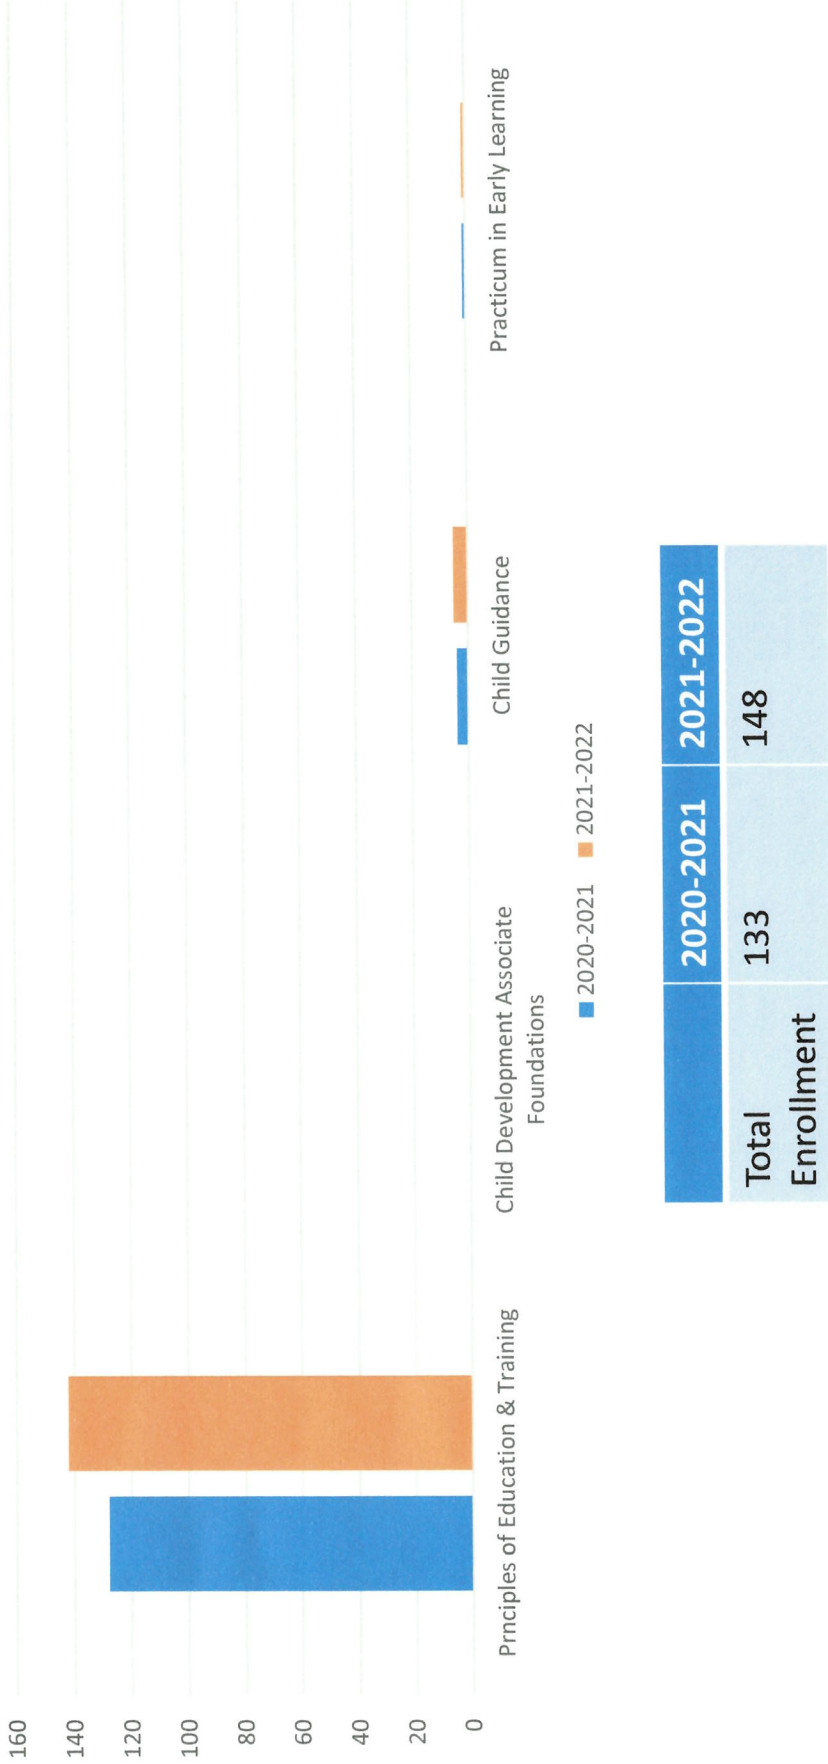 160
140
120
100
80
60
40
20
0
Prnciples of Education & Training
Child Development Associate
Foundations
Child Guidance
Practicum in Early Learning
2020-2021 2021-2022
2020-2021 2021-2022
Total 133 148
Enrollment